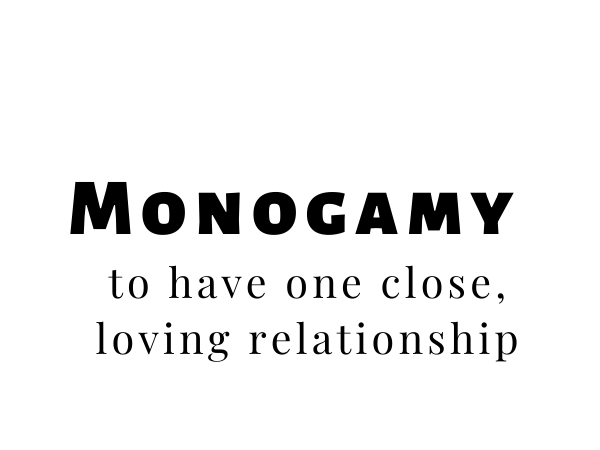 Monogamy
to have one close,
loving relationship